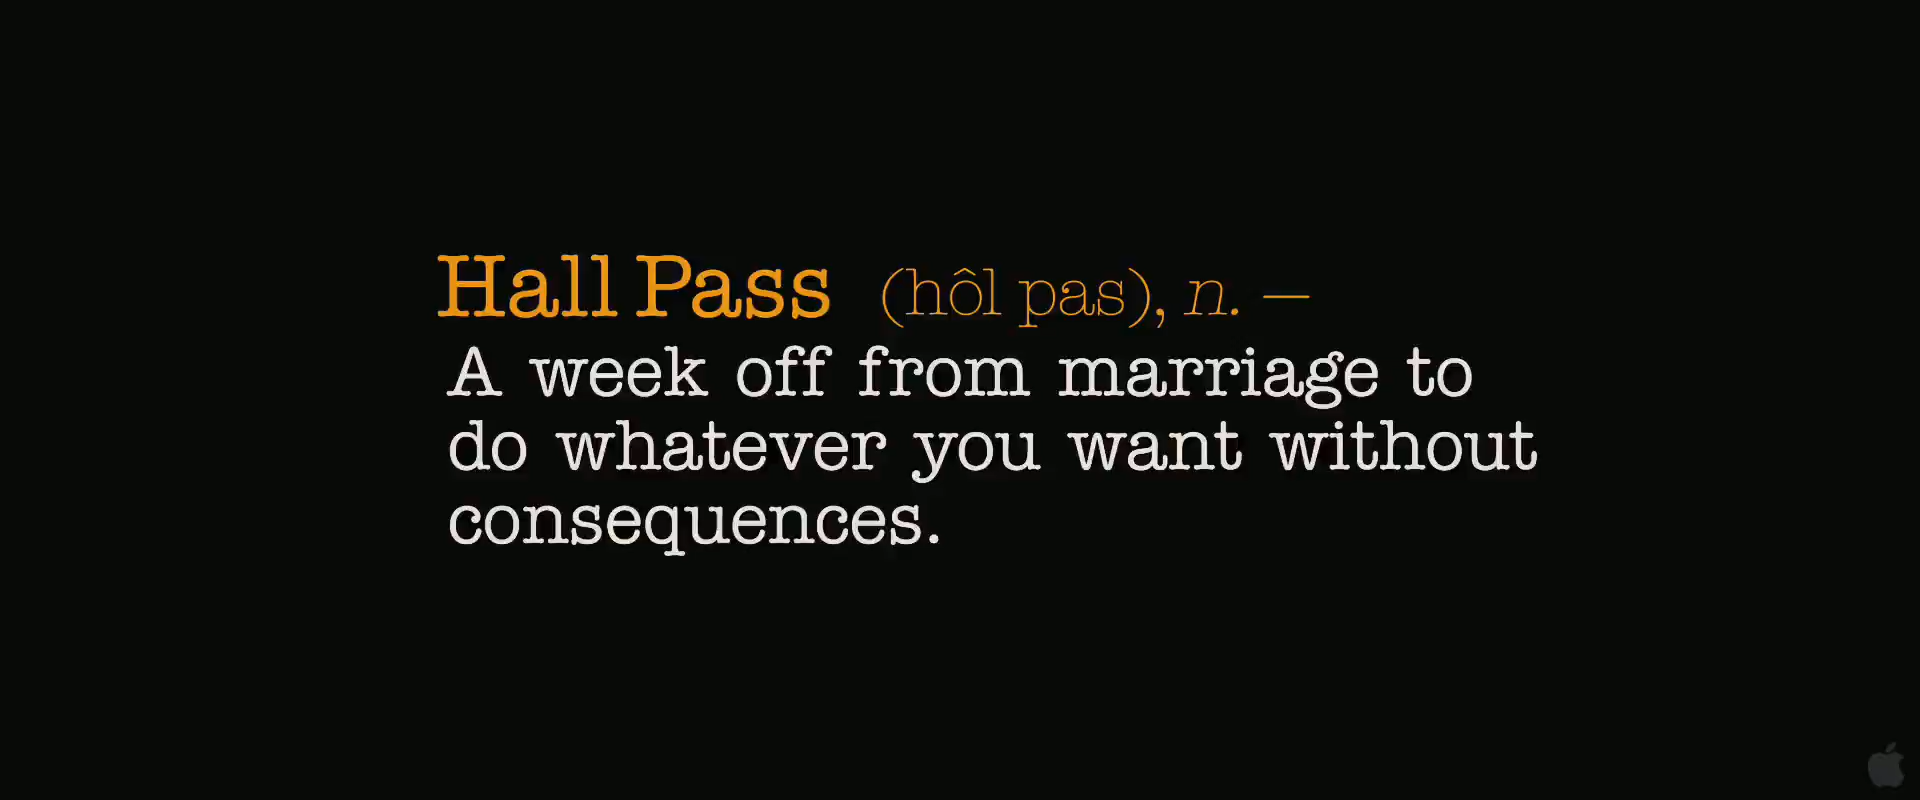 Hall Pass (hôl pas), n. —
A week off from marriage to
do whatever you want without
consequences.